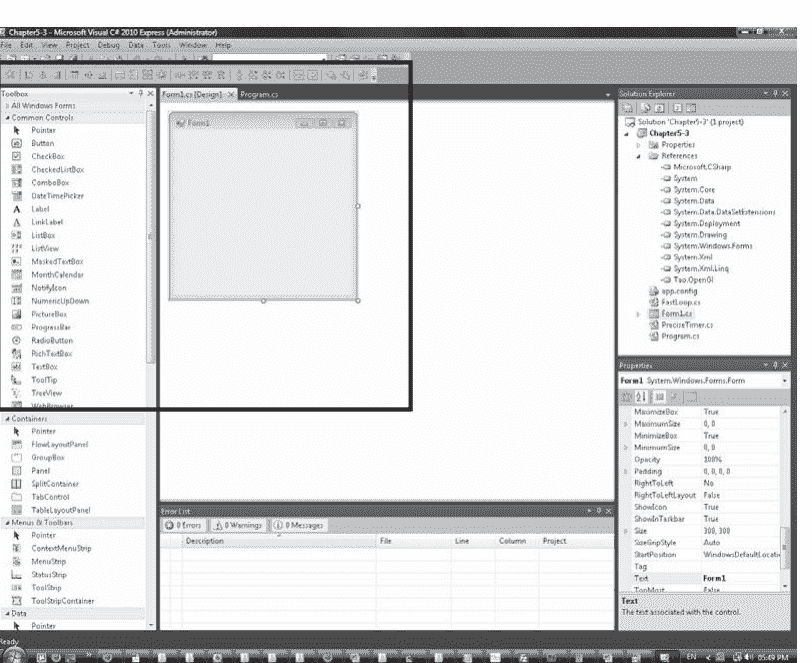 Chapter5-3 - Microsoft Visual C# 2010 Express (Administrator)
File Edit View Project Debug Data Tools Window Help
Toolbox
All Windows Forms
Common Controls
Pointer
Button
CheckBox
CheckedListBox
ComboBox
DateTimePicker
Label
LinkLabel
ListBox
ListView
MaskedTextBox
MonthCalendar
NotifyIcon
NumericUpDown
PictureBox
ProgressBar
RadioButton
RichTextBox
TextBox
ToolTip
TreeView
WebBrowser
Containers
Pointer
FlowLayoutPanel
GroupBox
Panel
SplitContainer
TabControl
TableLayoutPanel
Menus & Toolbars
Pointer
ContextMenuStrip
MenuStrip
StatusStrip
ToolStrip
ToolStripContainer
Data
Pointer
Form1.cs [Design] Program.cs
Form1
Error List
0 Errors 0 Warnings 0 Messages
Description File Line Column Project
Solution Explorer
Solution 'Chapter5-3' (1 project)
Chapter5-3
Properties
References
Microsoft.CSharp
System
System.Core
System.Data
System.Data.DataSetExtensions
System.Deployment
System.Drawing
System.Windows.Forms
System.Xml
System.Xml.Linq
Tao.OpenGl
app.config
FastLoop.cs
Form1.cs
PreciseTimer.cs
Program.cs
Properties
Form1 System.Windows.Forms.Form
MaximizeBox True
MaximumSize 0, 0
MinimizeBox True
MinimumSize 0, 0
Opacity 100%
Padding 0, 0, 0, 0
RightToLeft No
RightToLeftLayout False
ShowIcon True
ShowInTaskbar True
Size 300, 300
SizeGripStyle Auto
StartPosition WindowsDefaultLocati
Tag
Text Form1
TopMost False
Text
The text associated with the control.
Ready
EN 05:49 PM